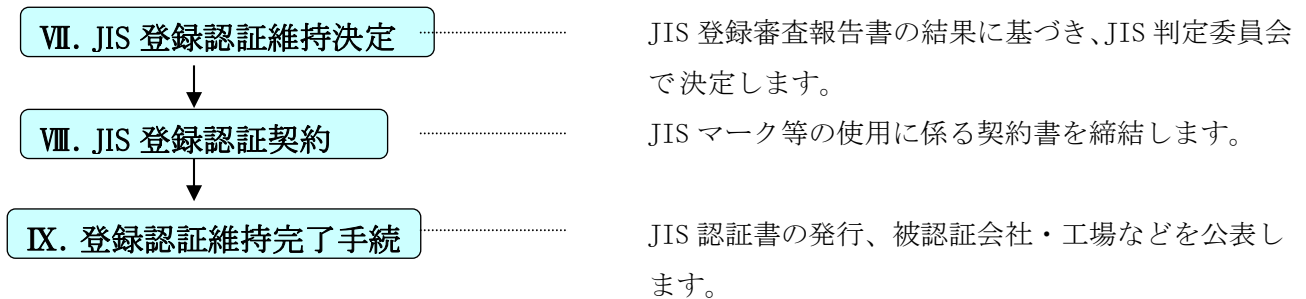 Ⅶ. JIS 登録認証維持決定
JIS 登録審査報告書の結果に基づき、JIS 判定委員会
で決定します。
Ⅷ. JIS 登録認証契約
JIS マーク等の使用に係る契約書を締結します。
Ⅸ. 登録認証維持完了手続
JIS 認証書の発行、被認証会社・工場などを公表し
ます。